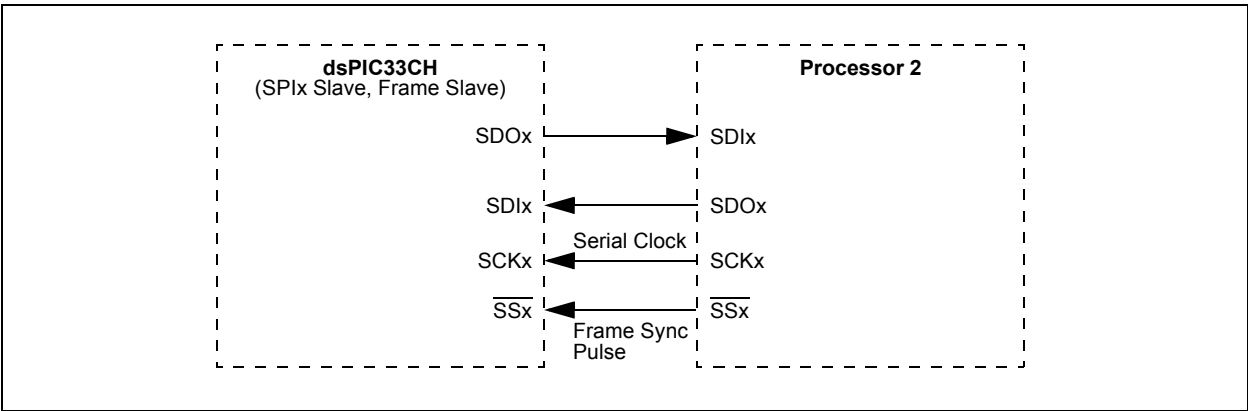 dsPIC33CH
(SPIx Slave, Frame Slave)
Processor 2
SDOx
SDIx
SDIx
SDOx
Serial Clock
SCKx
SCKx
SSx
SSx
Frame Sync
Pulse